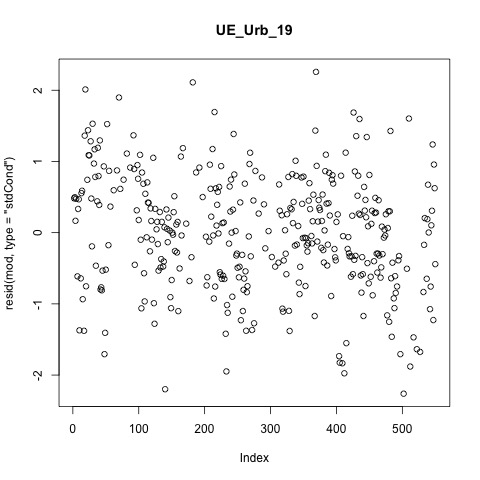 UE_Urb_19
resid(mod, type = "stdCond")
2
1
0
-1
-2
0 100 200 300 400 500
Index